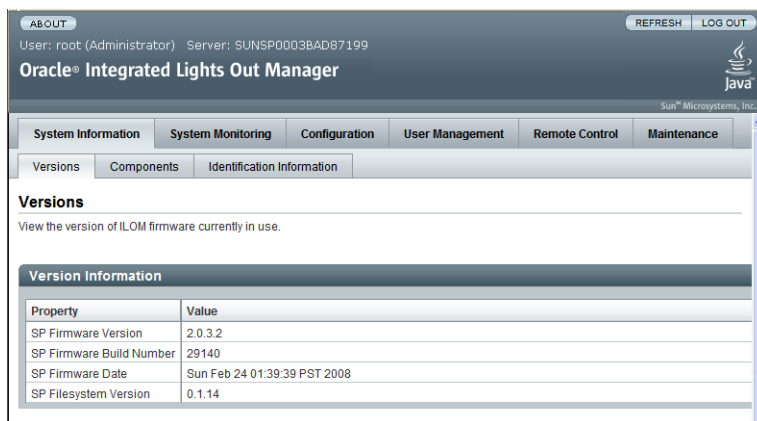 ABOUT
REFRESH LOG OUT
User: root (Administrator) Server: SUNSP0003BAD87199
Oracle® Integrated Lights Out Manager
Java™
Sun™ Microsystems, Inc.
System Information System Monitoring Configuration User Management Remote Control Maintenance
Versions Components Identification Information
Versions
View the version of ILOM firmware currently in use.
Version Information
Property Value
SP Firmware Version 2.0.3.2
SP Firmware Build Number 29140
SP Firmware Date Sun Feb 24 01:39:39 PST 2008
SP Filesystem Version 0.1.14